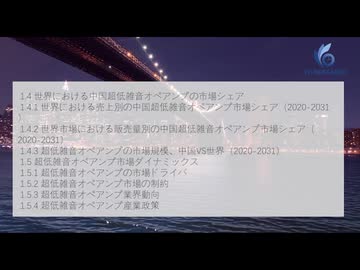 1.4 世界における中国超低雑音オペアンプの市場シェア
1.4.1 世界における売上別の中国超低雑音オペアンプ市場シェア（2020-2031
）
1.4.2 世界市場における販売量別の中国超低雑音オペアンプ市場シェア（
2020-2031）
1.4.3 超低雑音オペアンプの市場規模、中国VS世界（2020-2031）
1.5 超低雑音オペアンプ市場ダイナミックス
1.5.1 超低雑音オペアンプの市場ドライバ
1.5.2 超低雑音オペアンプ市場の制約
1.5.3 超低雑音オペアンプ業界動向
1.5.4 超低雑音オペアンプ産業政策